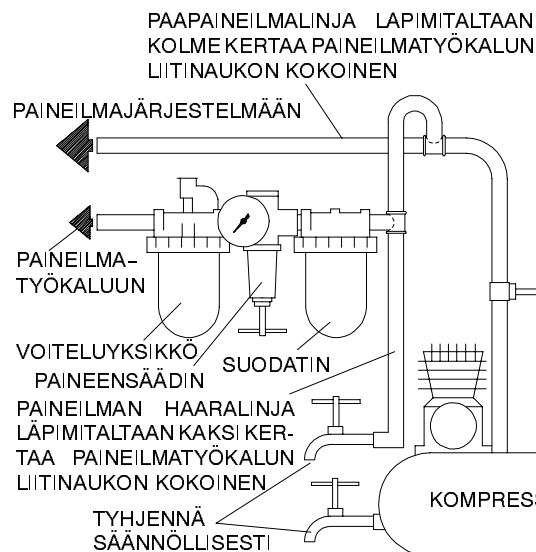 PAAPAINEILMALINJA LAPIMITALTAAN
KOLME KERTAA PAINEILMATYÖKALUN
LIITINAUKON KOKOINEN
PAINEILMAJÄRJESTELMÄÄN
PAINEILMA–
TYÖKALUUN
VOITELUYKSIKKÖ
SUODATIN
PAINEENSÄÄDIN
PAINEILMAN HAARALINJA
LÄPIMITALTAAN KAKSI KER-
TAA PAINEILMATYÖKALUN
LIITINAUKON KOKOINEN
KOMPRESS
TYHJENNÄ
SÄÄNNÖLLISESTI